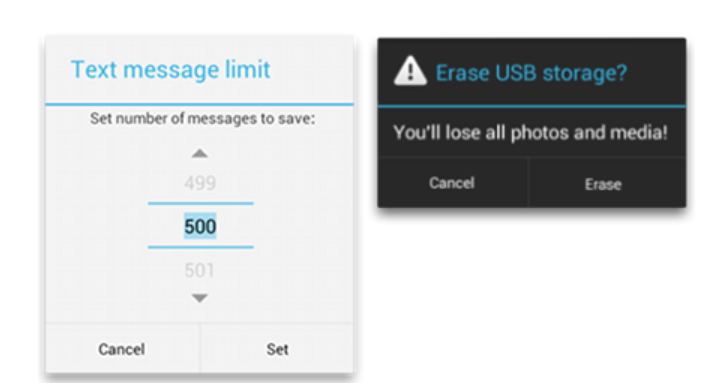 Text message limit
Set number of messages to save:
499
500
501
Cancel Set
Erase USB storage?
You'll lose all photos and media!
Cancel Erase